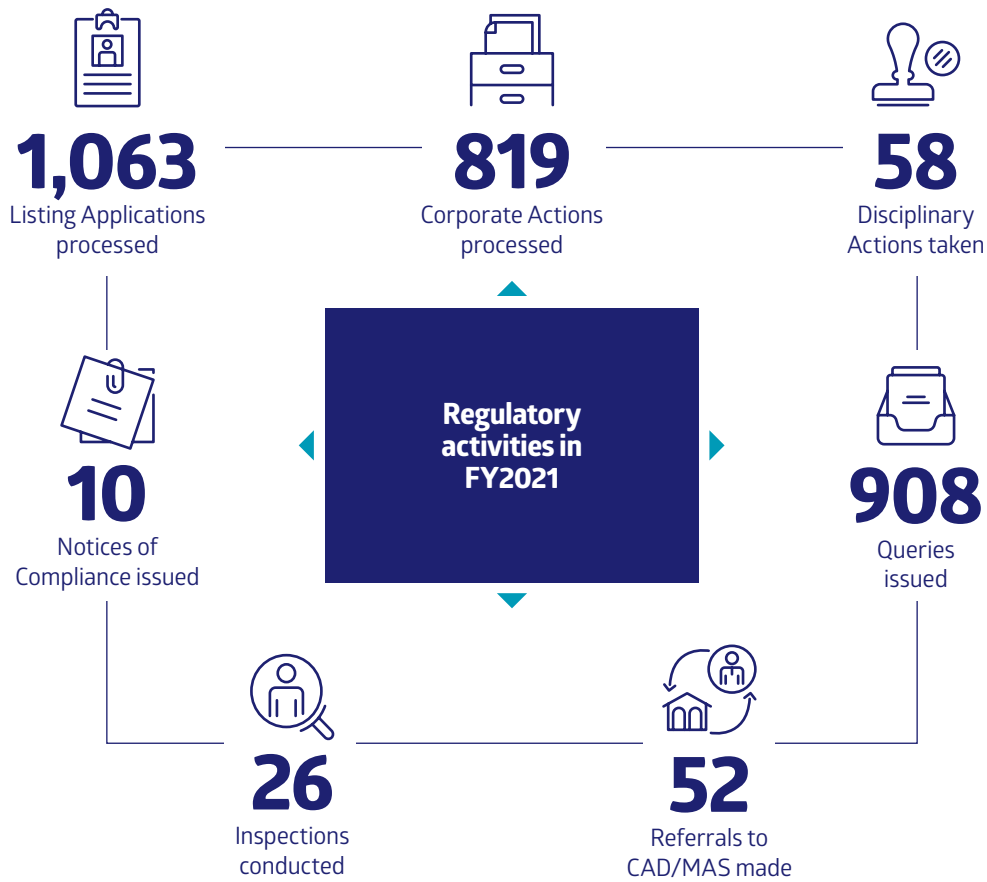 1,063
Listing Applications
processed
819
Corporate Actions
processed
58
Disciplinary
Actions taken
Regulatory
activities in
FY2021
10
Notices of
Compliance issued
908
Queries
issued
26
Inspections
conducted
52
Referrals to
CAD/MAS made